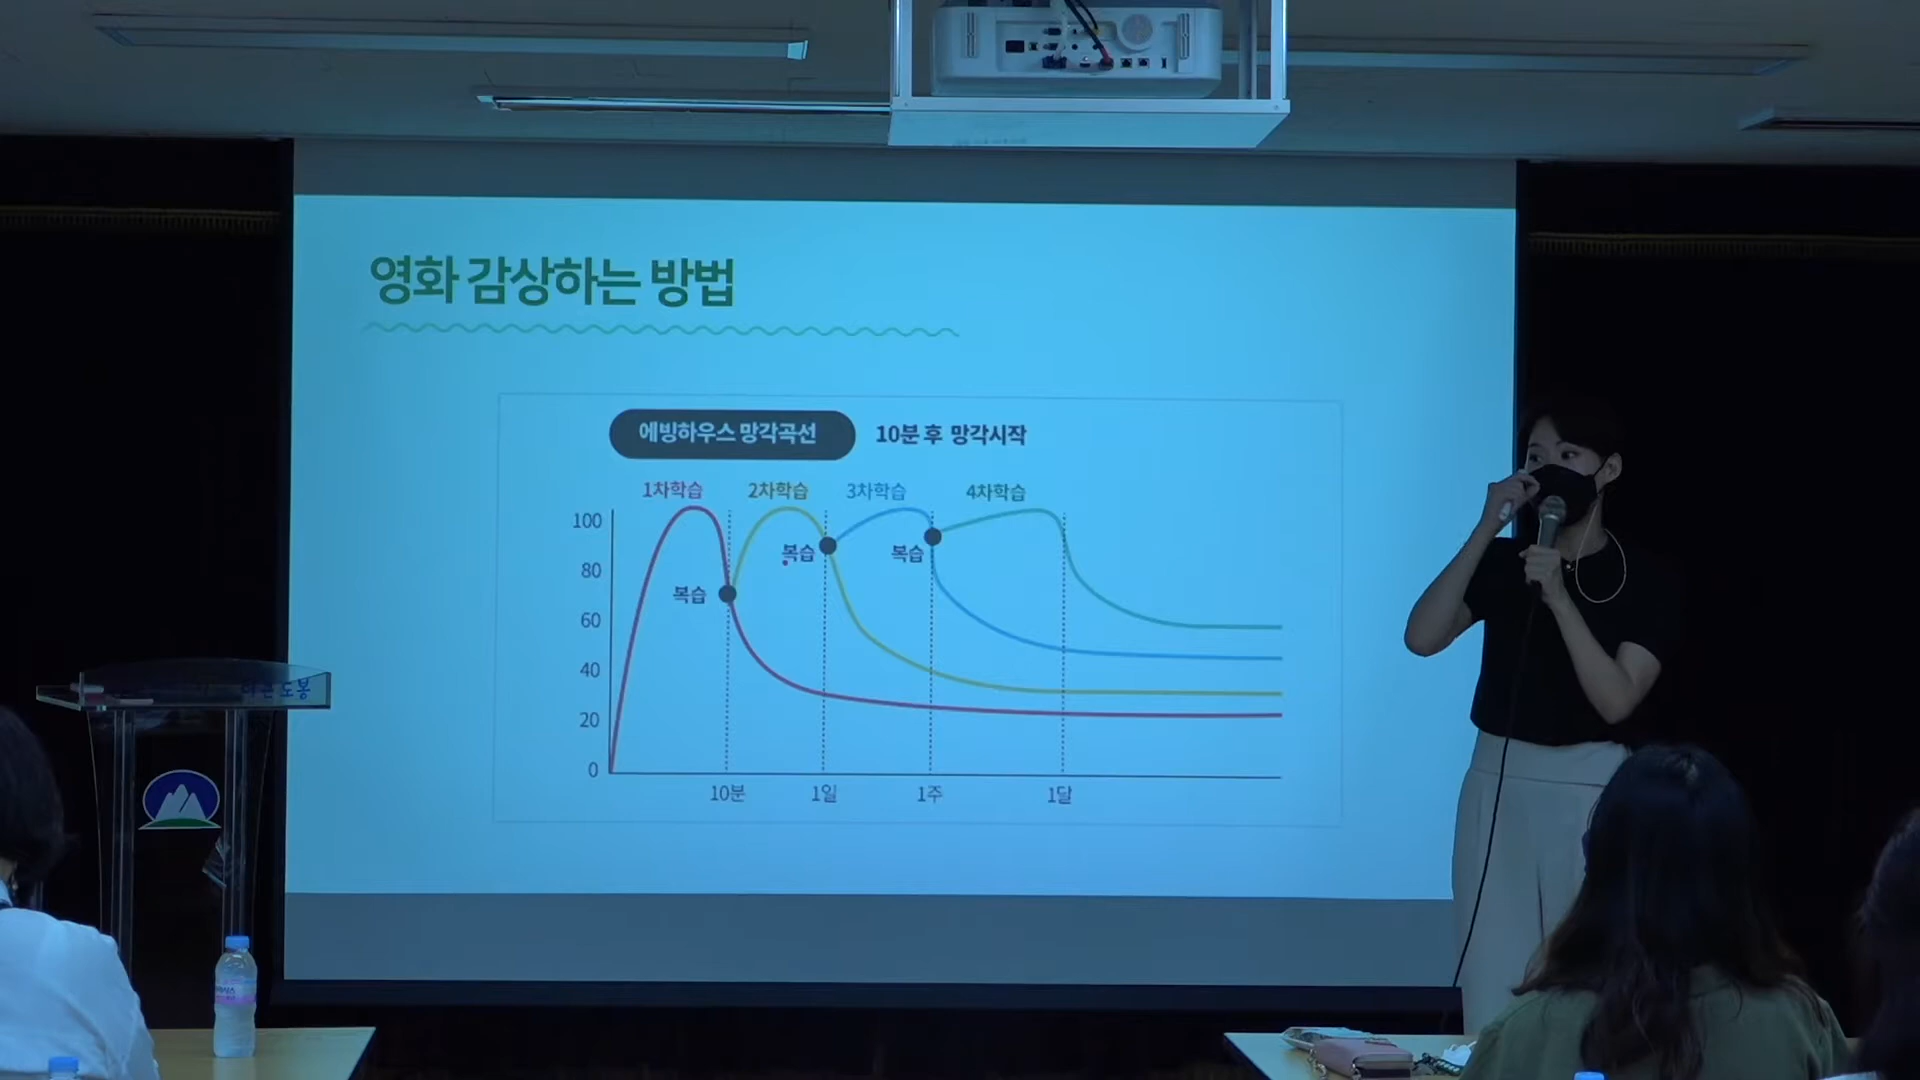 영화 감상하는 방법
에빙하우스 망각곡선
10분 후 망각시작
1차학습
2차학습
3차학습
4차학습
100
80
60
40
20
0
복습
복습
복습
10분
1일
1주
1달
도봉